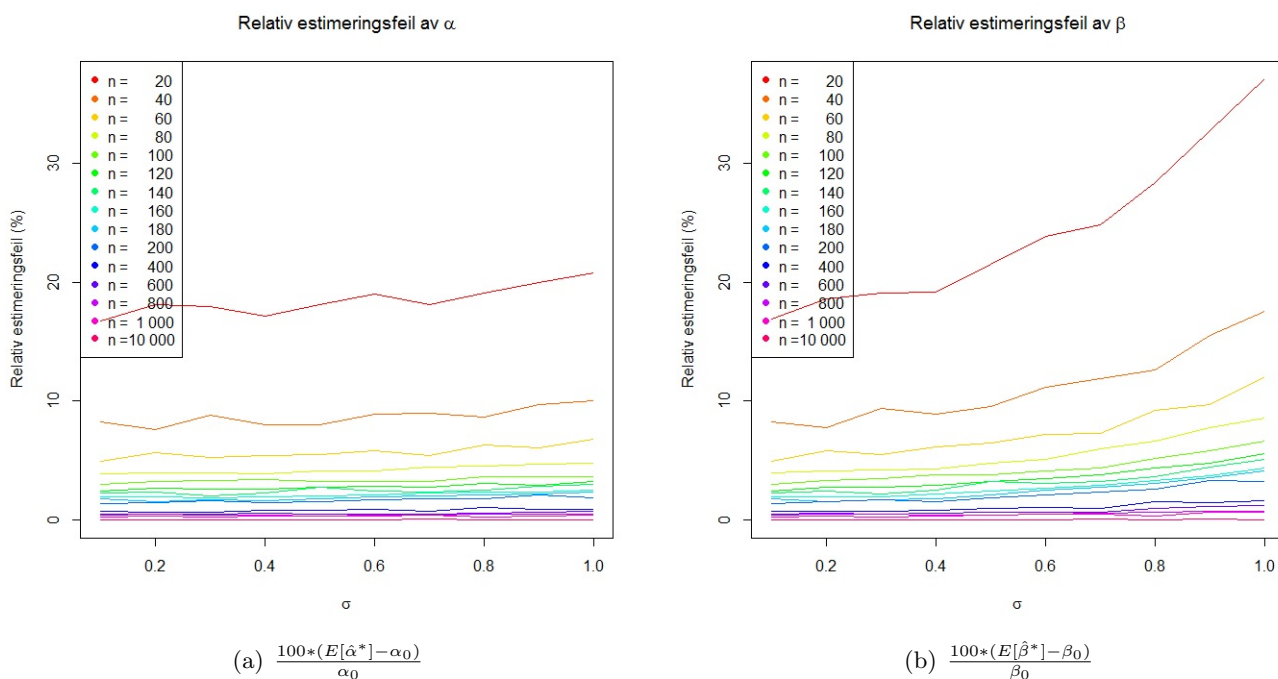 Relativ estimeringsfeil av α
Relativ estimeringsfeil (%)
30
20
10
0
n = 20
n = 40
n = 60
n = 80
n = 100
n = 120
n = 140
n = 160
n = 180
n = 200
n = 400
n = 600
n = 800
n = 1 000
n =10 000
0.2 0.4 0.6 0.8 1.0
σ
(a) 100∗(E[α̂*]−α₀) / α₀
Relativ estimeringsfeil av β
Relativ estimeringsfeil (%)
30
20
10
0
n = 20
n = 40
n = 60
n = 80
n = 100
n = 120
n = 140
n = 160
n = 180
n = 200
n = 400
n = 600
n = 800
n = 1 000
n =10 000
0.2 0.4 0.6 0.8 1.0
σ
(b) 100∗(E[β̂*]−β₀) / β₀